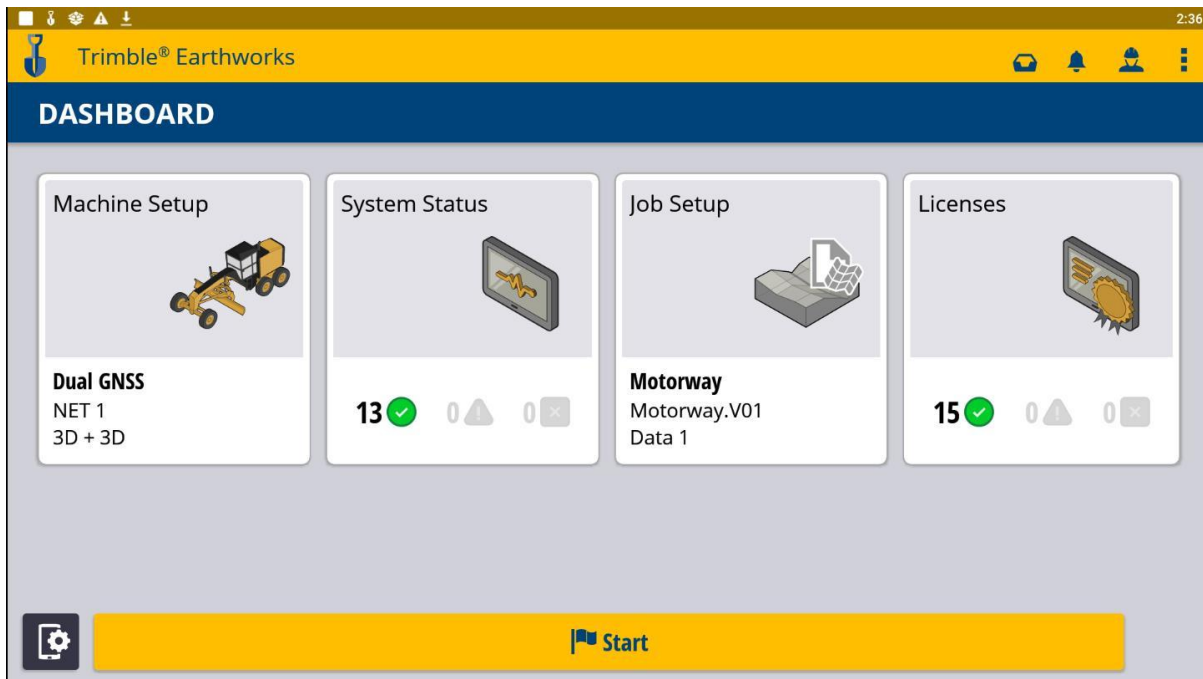 2:36
Trimble® Earthworks
DASHBOARD
Machine Setup
Dual GNSS
NET 1
3D + 3D
System Status
13 0 0
Job Setup
Motorway
Motorway.V01
Data 1
Licenses
15 0 0
Start